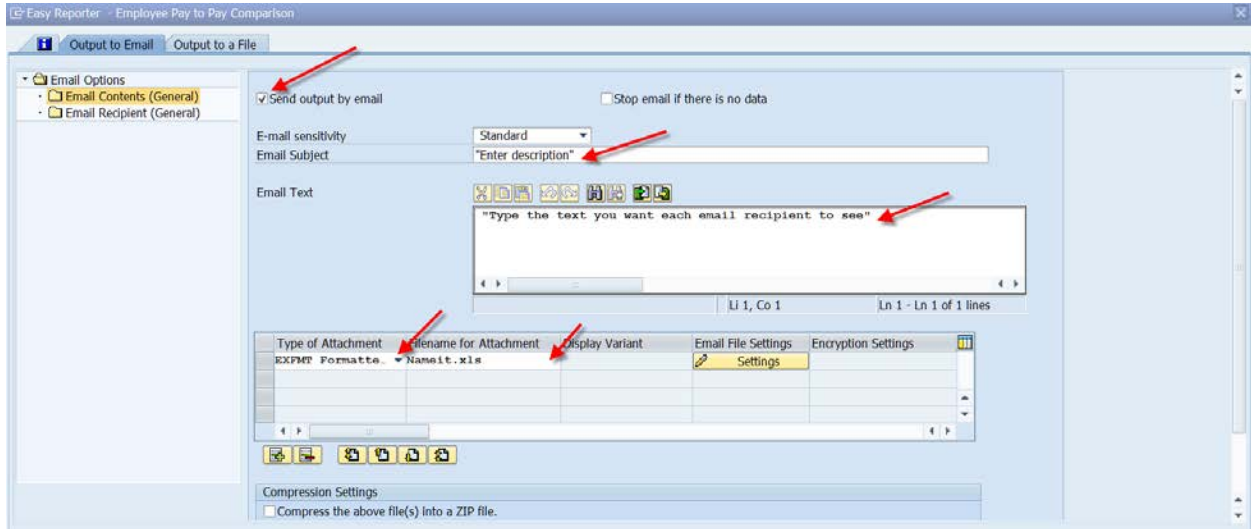 Easy Reporter - Employee Pay to Pay Comparison
Output to Email Output to a File
Email Options
Email Contents (General)
Email Recipient (General)
Send output by email Stop email if there is no data
E-mail sensitivity Standard
Email Subject "Enter description"
Email Text
"Type the text you want each email recipient to see"
Li 1, Co 1 Ln 1 - Ln 1 of 1 lines
Type of Attachment Filename for Attachment Display Variant Email File Settings Encryption Settings
EXFMT Formatte.. Nameit.xls Settings
Compression Settings
Compress the above file(s) into a ZIP file.